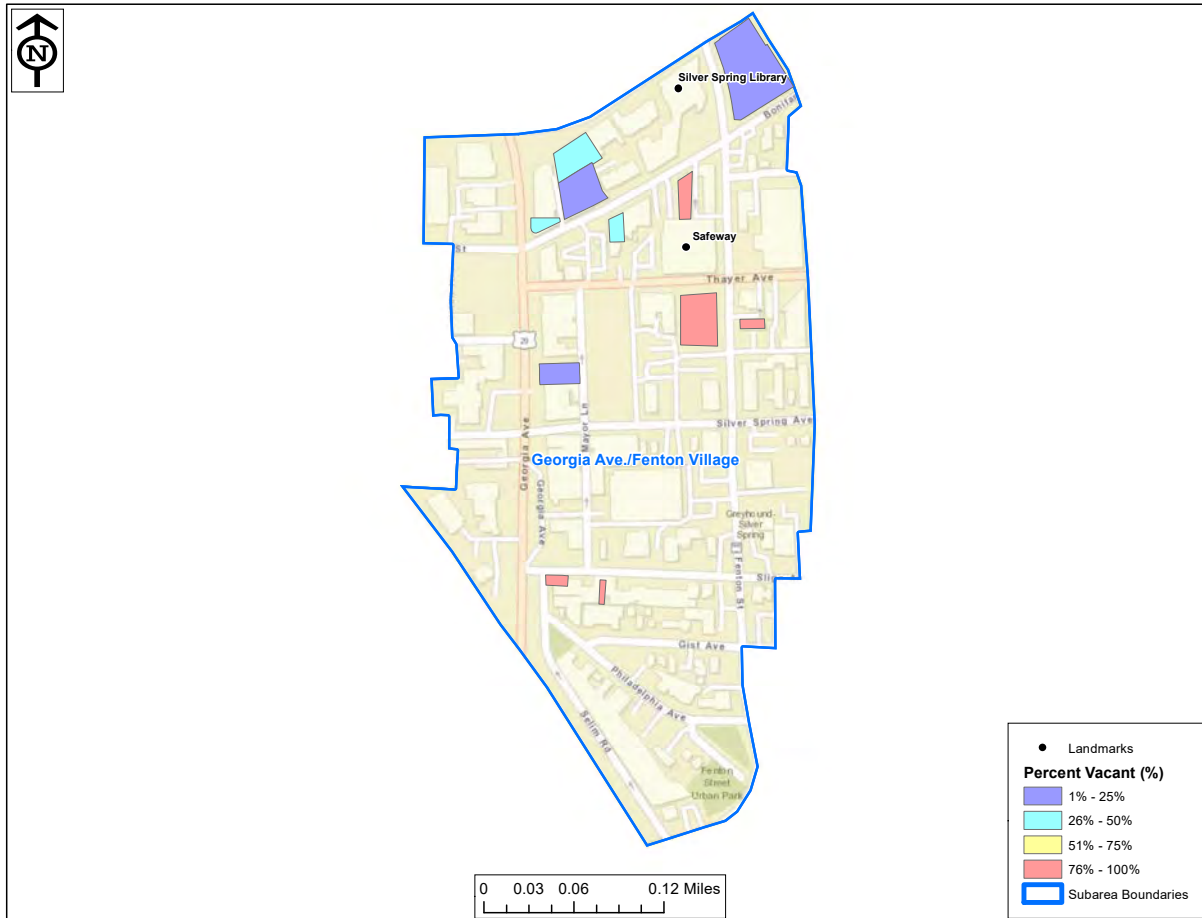 N
Silver Spring Library
Bonifa
Safeway
St
Thayer Ave
29
Georgia Ave
Mayor Ln
Silver Spring Ave
Georgia Ave./Fenton Village
Georgia Ave
Greyhound-
Silver
Spring
Fenton St
Gist Ave
Philadelphia Ave
Selim Rd
Fenton
Street
Urban Park
Landmarks
Percent Vacant (%)
1% - 25%
26% - 50%
51% - 75%
76% - 100%
Subarea Boundaries
0 0.03 0.06 0.12 Miles